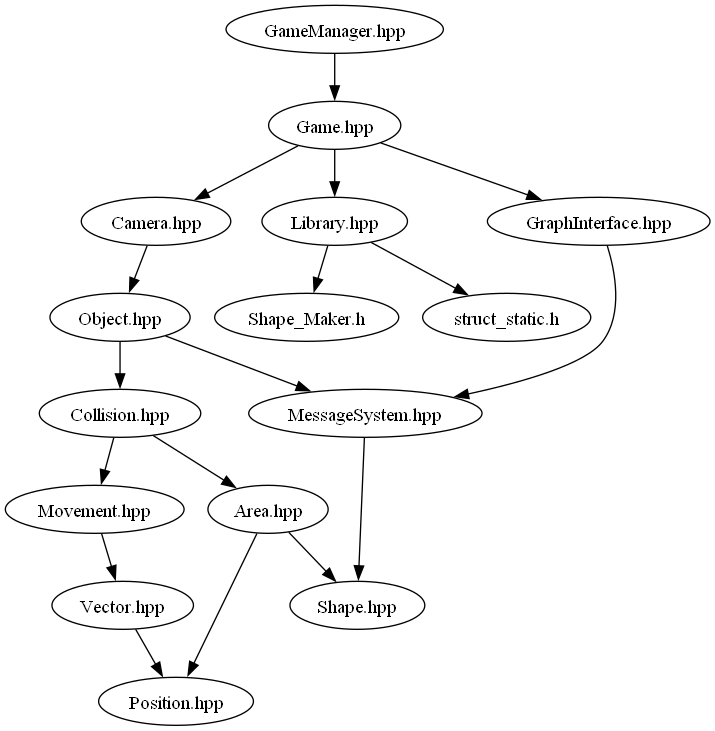 GameManager.hpp
Game.hpp
Camera.hpp
Library.hpp
GraphInterface.hpp
Object.hpp
Shape_Maker.h
struct_static.h
Collision.hpp
MessageSystem.hpp
Movement.hpp
Area.hpp
Vector.hpp
Shape.hpp
Position.hpp